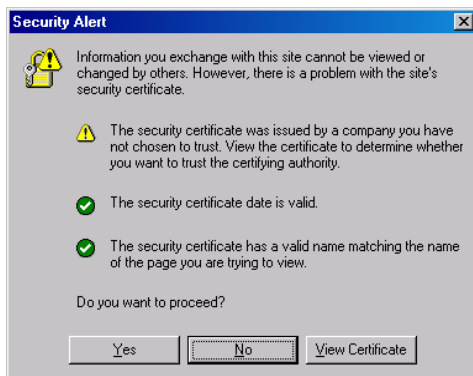 Security Alert
Information you exchange with this site cannot be viewed or
changed by others. However, there is a problem with the site's
security certificate.
The security certificate was issued by a company you have
not chosen to trust. View the certificate to determine whether
you want to trust the certifying authority.
The security certificate date is valid.
The security certificate has a valid name matching the name
of the page you are trying to view.
Do you want to proceed?
Yes No View Certificate